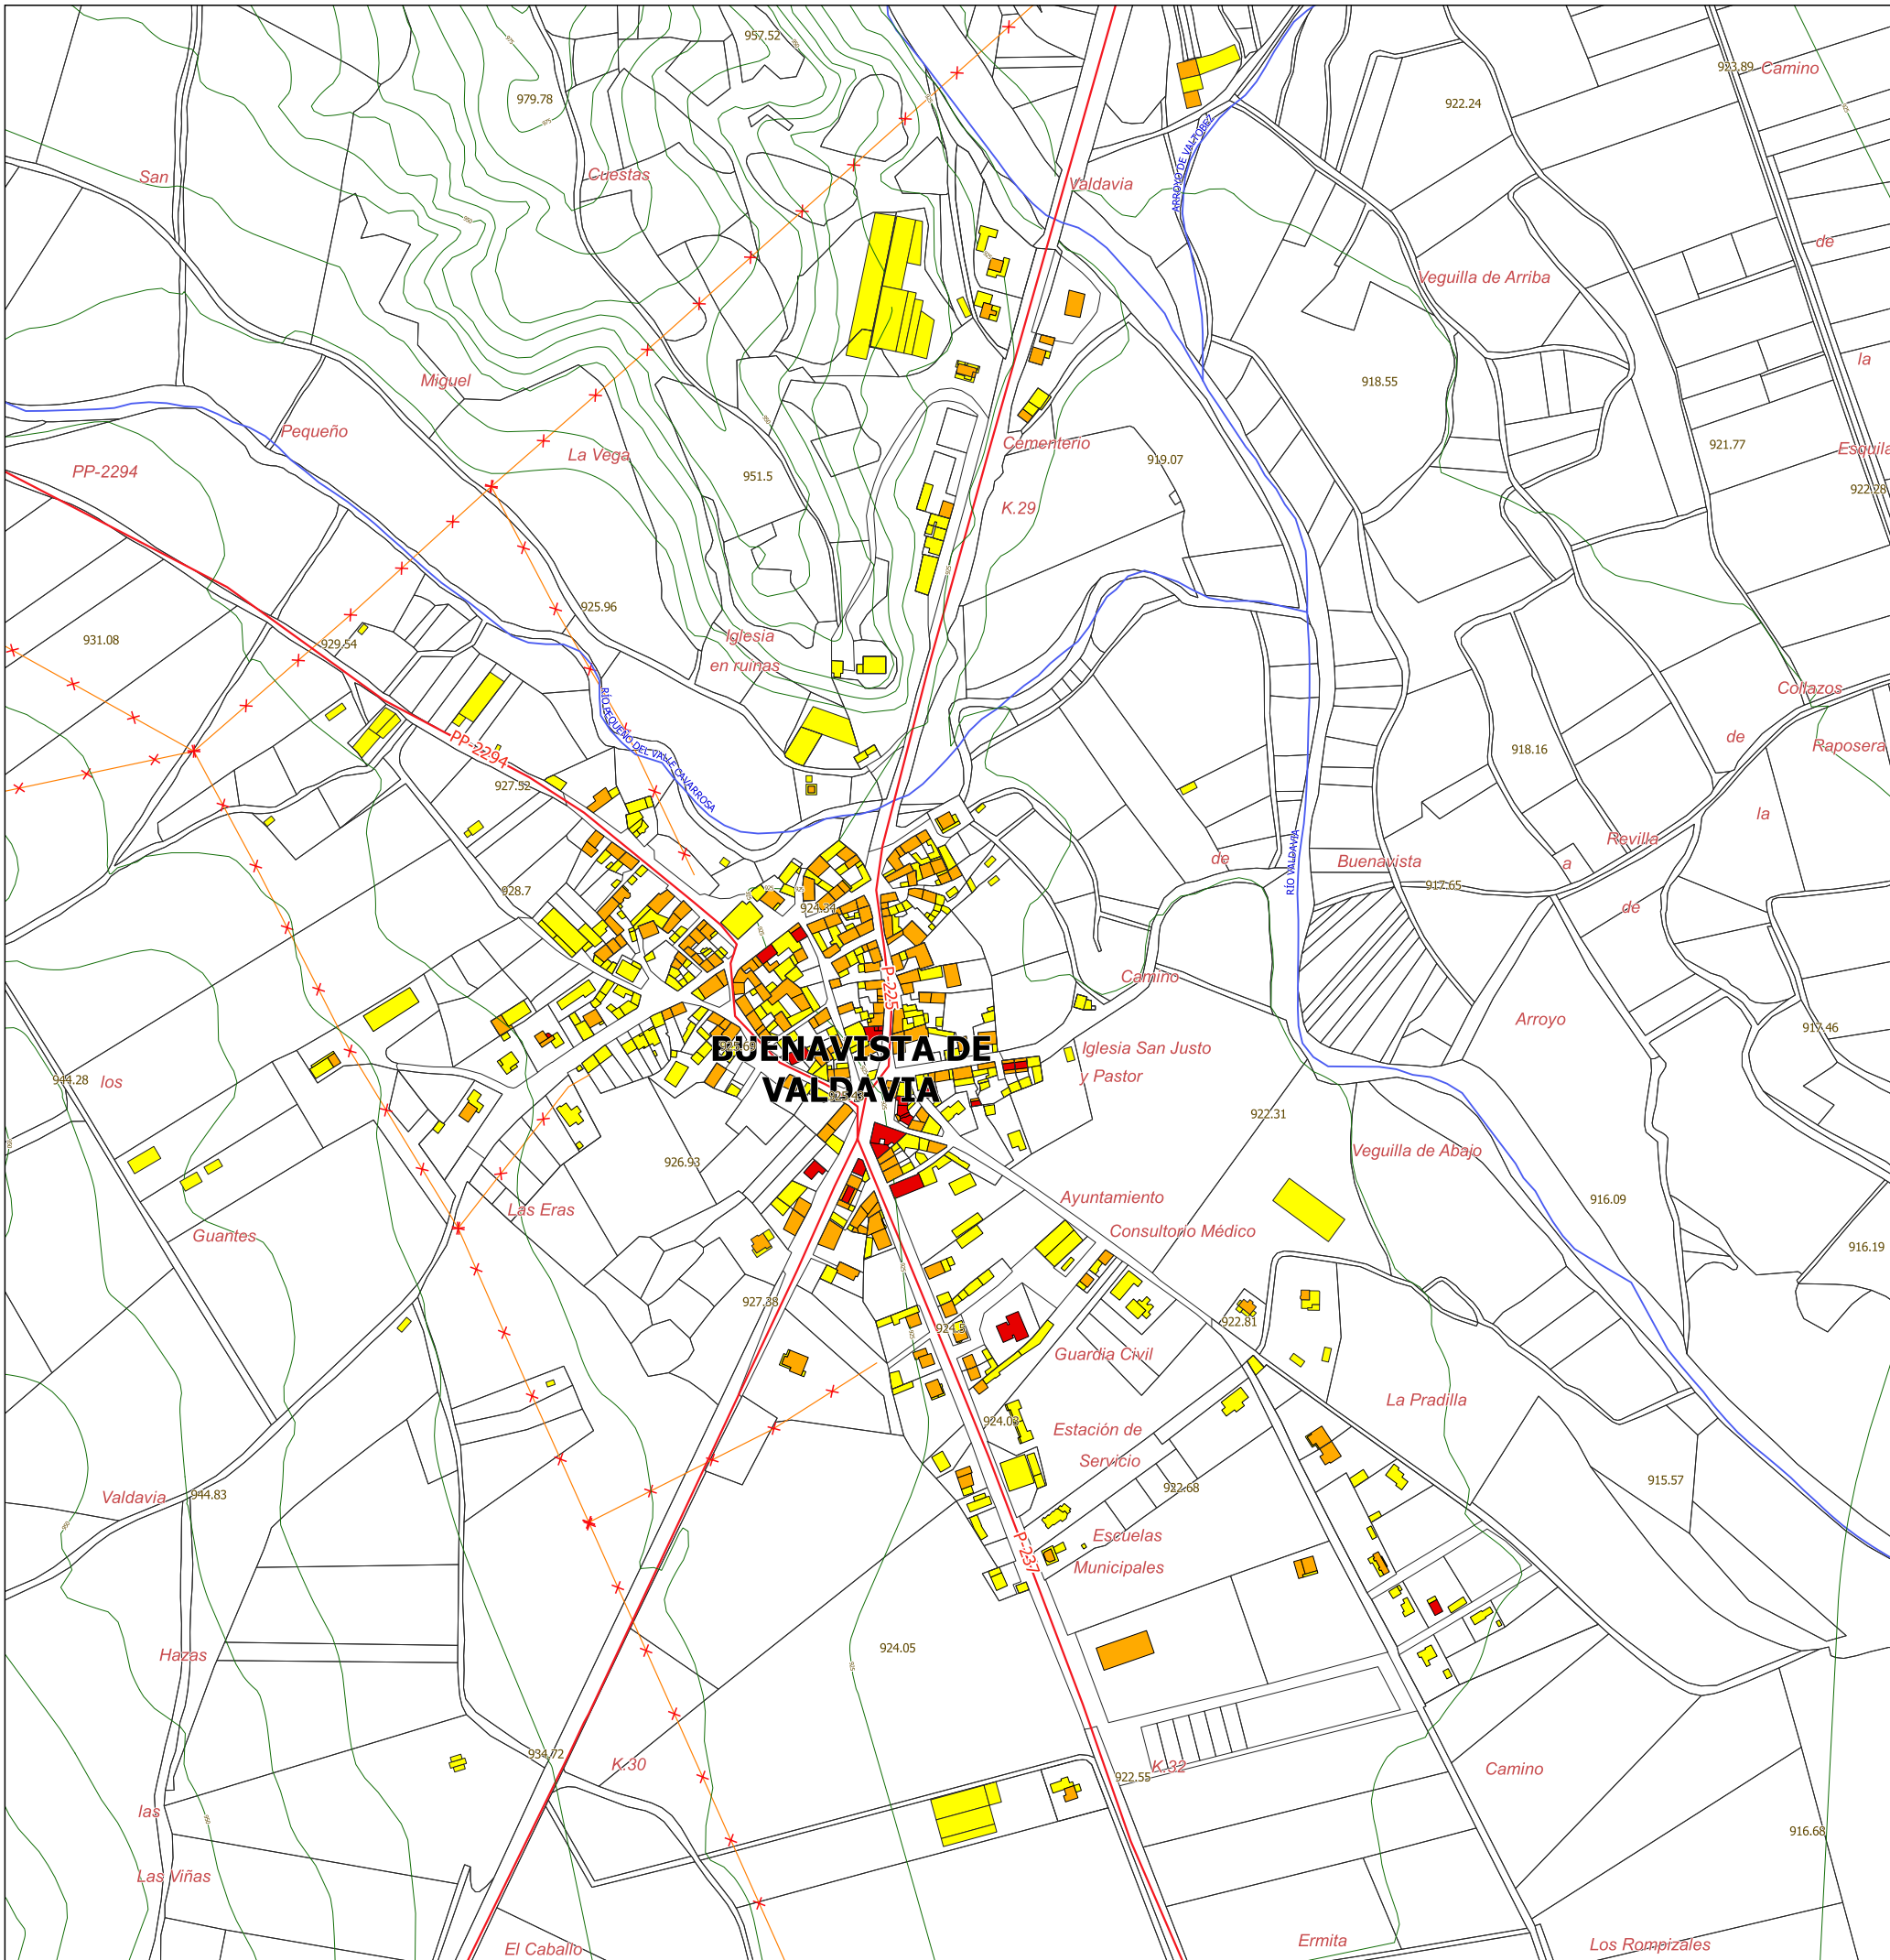 957.52
923.89
Camino
979.78
922.24
ARROYO DE VALTOBEZ
San
Cuestas
Valdavia
de
Veguilla de Arriba
la
Miguel
918.55
Pequeño
Cementerio
La Vega
919.07
921.77
Esquila
PP-2294
951.5
922.28
K.29
925.96
931.08
929.54
Iglesia
en ruinas
Collazos
RÍO PEQUEÑO DEL VALLE CAVARROSA
PP-2294
de
Raposera
918.16
927.52
la
Revilla
RÍO VALDAVIA
de
Buenavista
a
928.7
917.65
924.34
de
Camino
P-225
Arroyo
917.46
BUENAVISTA DE
VALDAVIA
Iglesia San Justo
y Pastor
944.28
los
922.31
926.93
Veguilla de Abajo
Las Eras
Ayuntamiento
916.09
Guantes
Consultorio Médico
916.19
927.38
922.81
924.5
Guardia Civil
La Pradilla
924.03
Estación de
Servicio
915.57
922.68
Valdavia
944.83
Escuelas
Municipales
P-237
924.05
Hazas
934.72
K.30
K.32
922.55
Camino
las
916.68
Las Viñas
El Caballo
Ermita
Los Rompizales